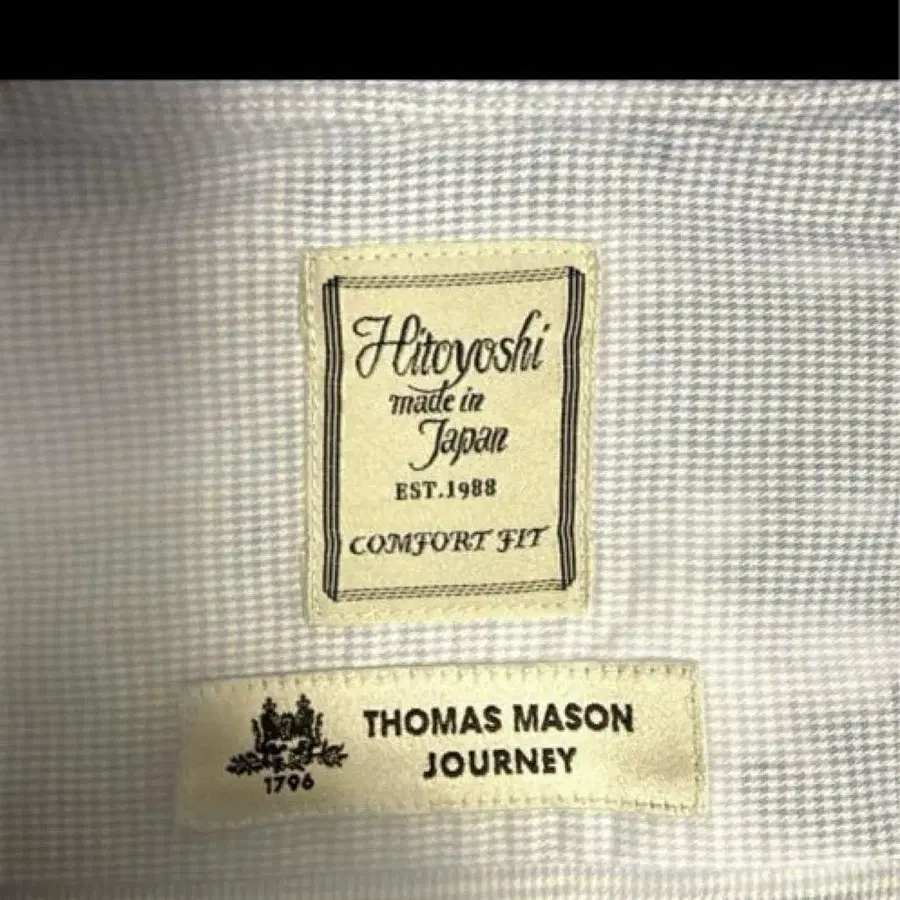 Hitoyoshi
made in
Japan
EST.1988
COMFORT FIT
THOMAS MASON
JOURNEY
1796